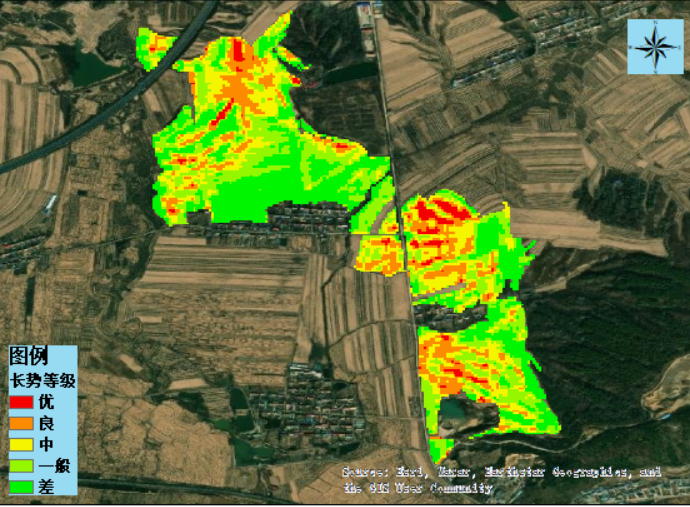 图例
长势等级
优
良
中
一般
差
Source: Esri, Maxar, Earthstar Geographics, and
the GIS User Community